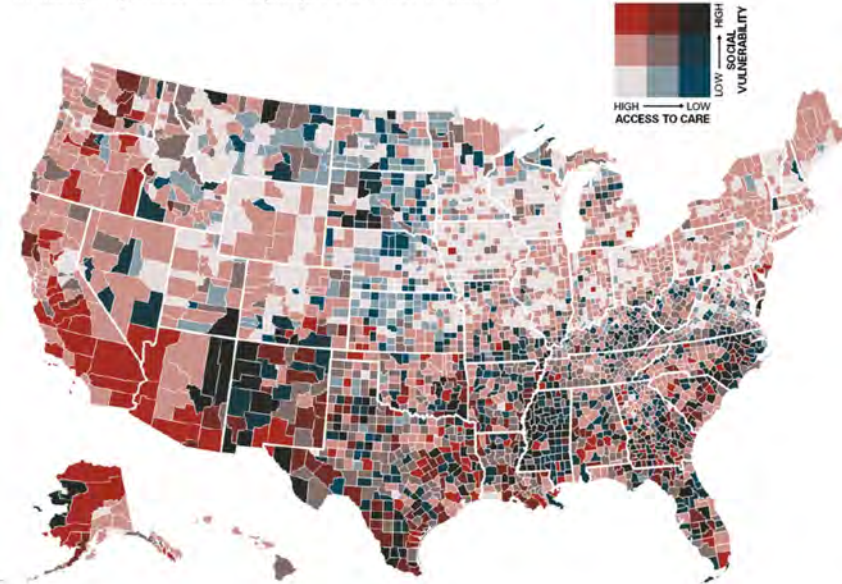 LOW → HIGH
SOCIAL
VULNERABILITY
HIGH → LOW
ACCESS TO CARE